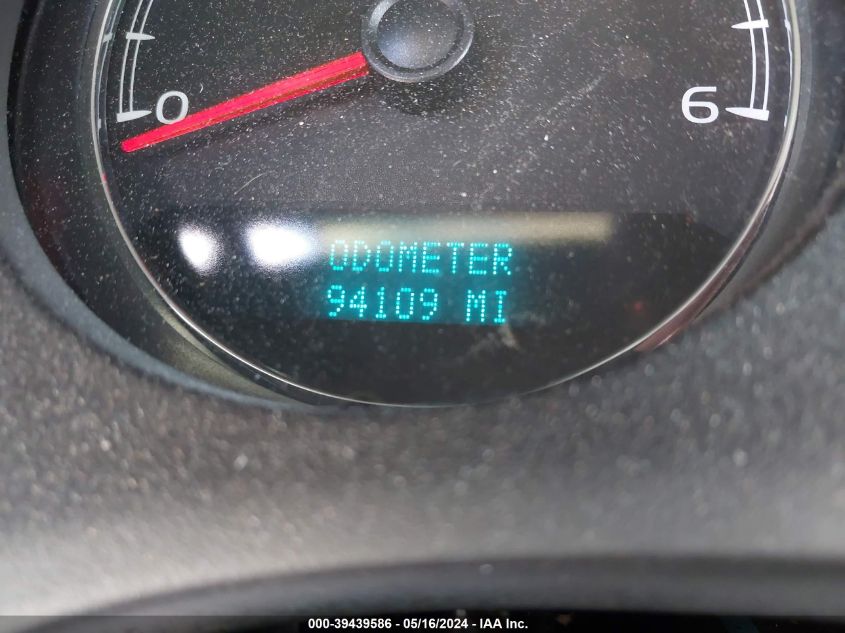 0
6
ODOMETER
94109 MI
000-39439586 - 05/16/2024 - IAA Inc.